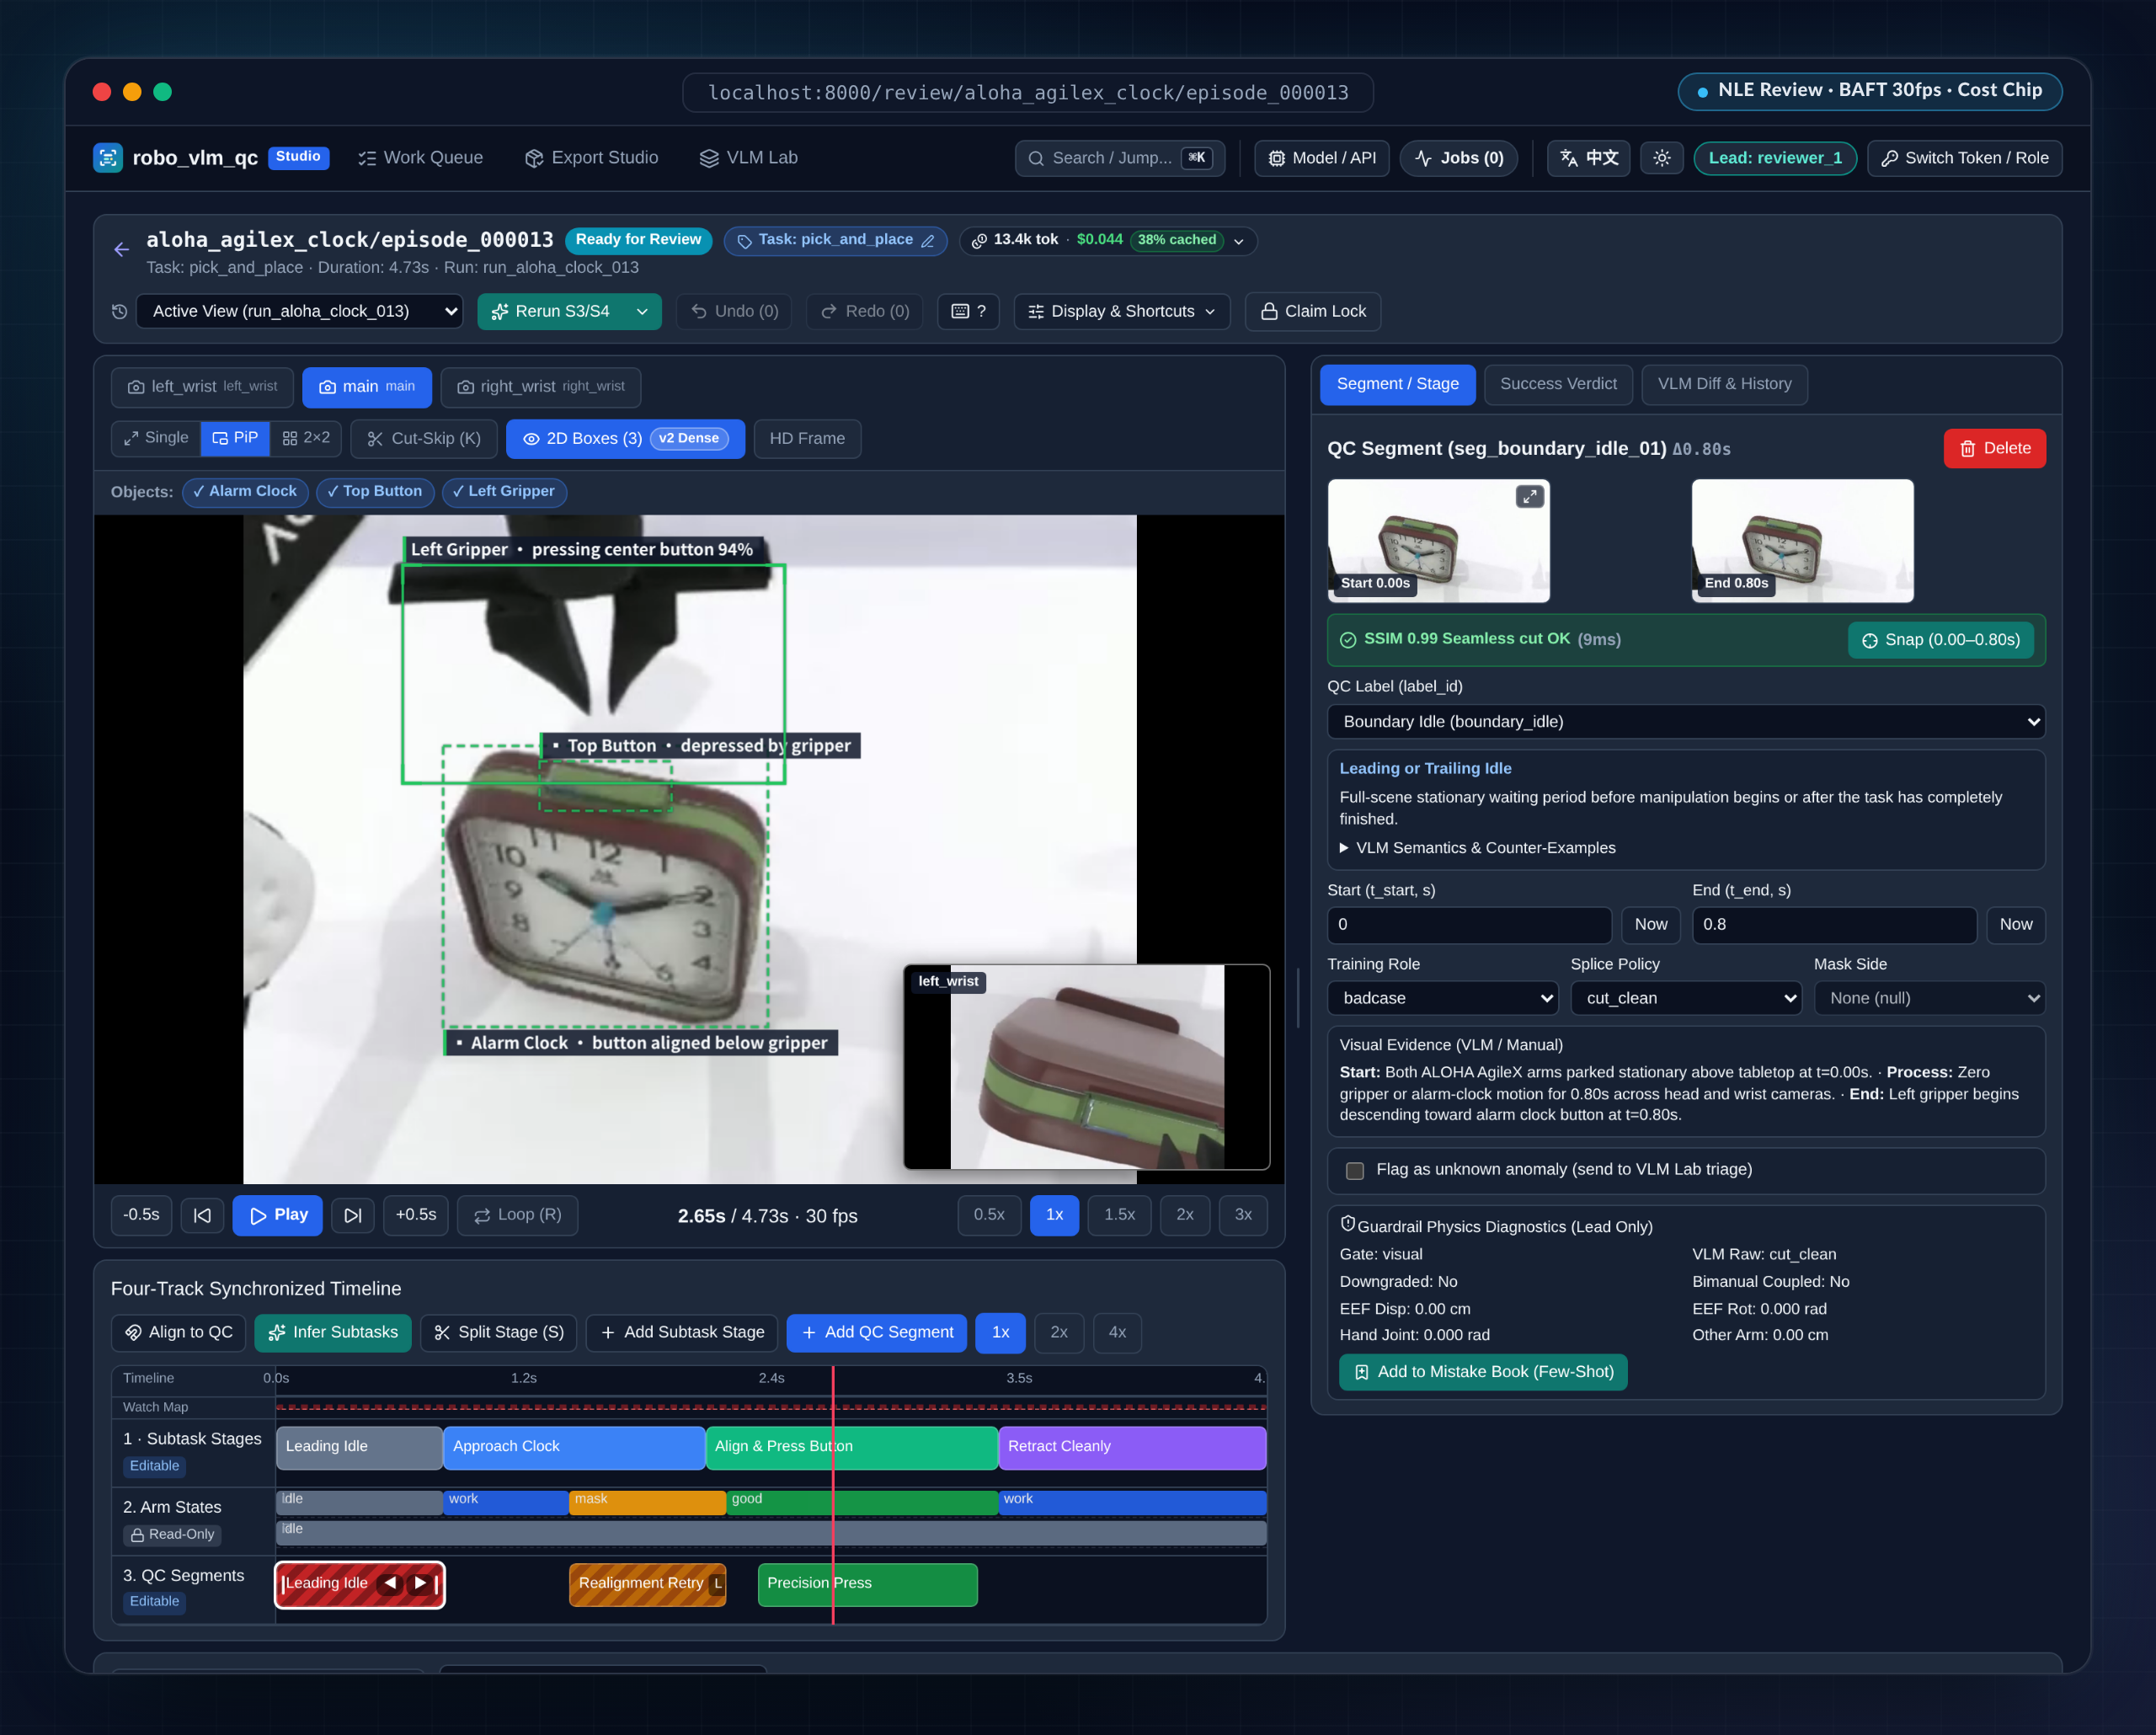 localhost:8000/review/aloha_agilex_clock/episode_000013
NLE Review · BAFT 30fps · Cost Chip
robo_vlm_qc Studio Work Queue Export Studio VLM Lab Search / Jump... ⌘K Model / API Jobs (0) 中文 Lead: reviewer_1 Switch Token / Role
aloha_agilex_clock/episode_000013 Ready for Review Task: pick_and_place 13.4k tok · $0.044 38% cached
Task: pick_and_place · Duration: 4.73s · Run: run_aloha_clock_013
Active View (run_aloha_clock_013) Rerun S3/S4 Undo (0) Redo (0) ? Display & Shortcuts Claim Lock
left_wrist left_wrist main main right_wrist right_wrist
Single PiP 2×2 Cut-Skip (K) 2D Boxes (3) v2 Dense HD Frame
Objects: ✓ Alarm Clock ✓ Top Button ✓ Left Gripper
Left Gripper • pressing center button 94%
▪ Top Button • depressed by gripper
10 11 12 1 2
9 3
8 4
6
▪ Alarm Clock • button aligned below gripper
left_wrist
-0.5s Play +0.5s Loop (R) 2.65s / 4.73s · 30 fps 0.5x 1x 1.5x 2x 3x
Four-Track Synchronized Timeline
Align to QC Infer Subtasks Split Stage (S) + Add Subtask Stage + Add QC Segment 1x 2x 4x
Timeline 0.0s 1.2s 2.4s 3.5s 4.
Watch Map
1 · Subtask Stages Leading Idle Approach Clock Align & Press Button Retract Cleanly
Editable
2. Arm States idle work mask good work
Read-Only idle
3. QC Segments Leading Idle ◀ ▶ Realignment Retry L Precision Press
Editable
Segment / Stage Success Verdict VLM Diff & History
QC Segment (seg_boundary_idle_01) Δ0.80s Delete
Start 0.00s End 0.80s
SSIM 0.99 Seamless cut OK (9ms) Snap (0.00–0.80s)
QC Label (label_id)
Boundary Idle (boundary_idle)
Leading or Trailing Idle
Full-scene stationary waiting period before manipulation begins or after the task has completely
finished.
▶ VLM Semantics & Counter-Examples
Start (t_start, s) End (t_end, s)
0 Now 0.8 Now
Training Role Splice Policy Mask Side
badcase cut_clean None (null)
Visual Evidence (VLM / Manual)
Start: Both ALOHA AgileX arms parked stationary above tabletop at t=0.00s. · Process: Zero
gripper or alarm-clock motion for 0.80s across head and wrist cameras. · End: Left gripper begins
descending toward alarm clock button at t=0.80s.
Flag as unknown anomaly (send to VLM Lab triage)
Guardrail Physics Diagnostics (Lead Only)
Gate: visual VLM Raw: cut_clean
Downgraded: No Bimanual Coupled: No
EEF Disp: 0.00 cm EEF Rot: 0.000 rad
Hand Joint: 0.000 rad Other Arm: 0.00 cm
Add to Mistake Book (Few-Shot)